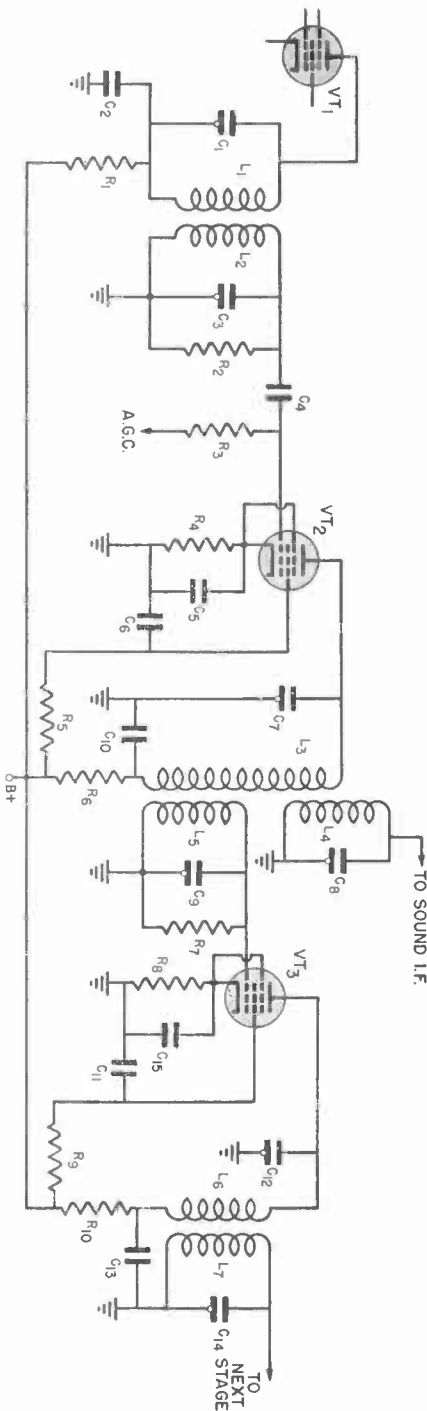 VT1
C1
C2
L1
R1
L2
C3
R2
C4
R3
A.G.C.
VT2
R4
C5
C6
R5
C7
C10
L3
R6
B+
L4
C8
TO SOUND I.F.
L5
C9
R7
VT3
R8
C15
C11
R9
C12
L6
R10
L7
C13
C14
TO
NEXT
STAGE